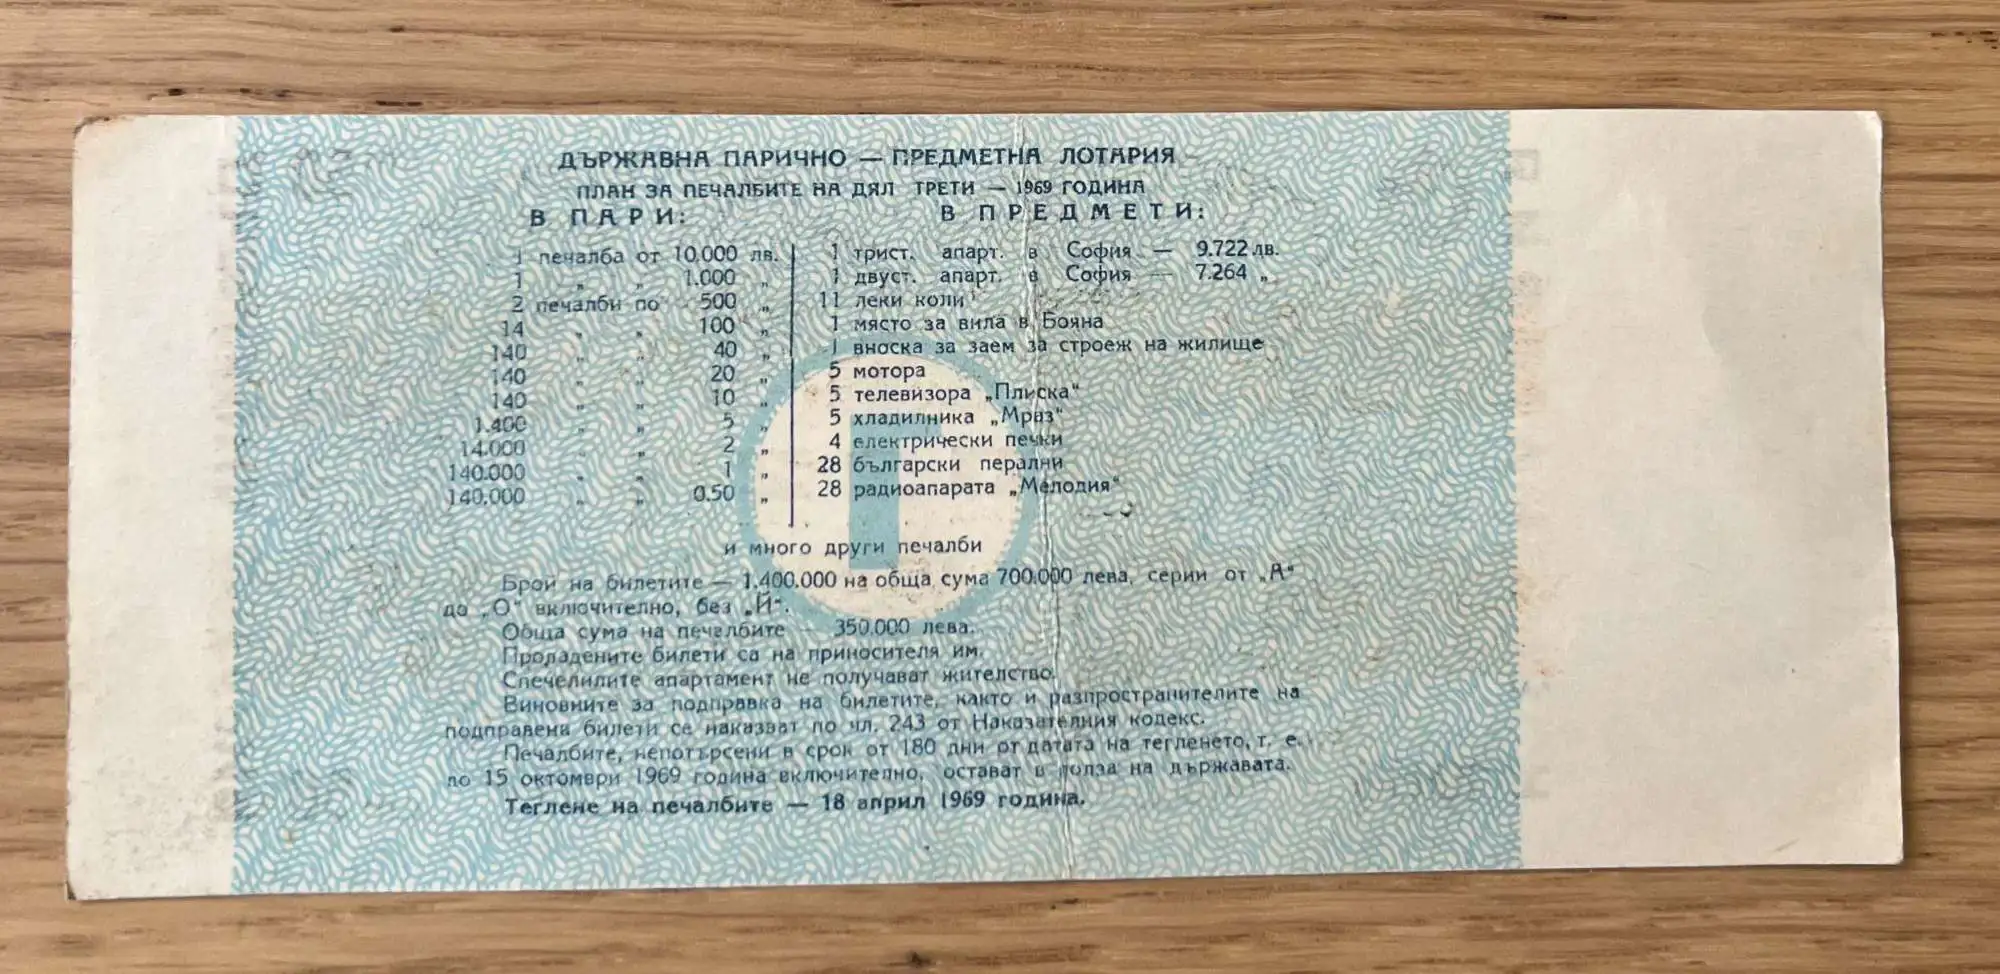 ДЪРЖАВНА ПАРИЧНО — ПРЕДМЕТНА ЛОТАРИЯ
ПЛАН ЗА ПЕЧАЛБИТЕ НА ДЯЛ ТРЕТИ — 1969 ГОДИНА
В ПАРИ:
1 печалба от 10.000 лв.
1 „ „ 1.000 „
2 печалби по 500 „
14 „ „ 100 „
140 „ „ 40 „
140 „ „ 20 „
140 „ „ 10 „
1.400 „ „ 5 „
14.000 „ „ 2 „
140.000 „ „ 1 „
140.000 „ „ 0.50 „
В ПРЕДМЕТИ:
1 трист. апарт. в София — 9.722 лв.
1 двуст. апарт. в София — 7.264 „
11 леки коли
1 място за вила в Бояна
1 вноска за заем за строеж на жилище
5 мотора
5 телевизора „Плиска“
5 хладилника „Мраз“
4 електрически печки
28 български перални
28 радиоапарата „Мелодия“
и много други печалби
Брой на билетите — 1.400.000 на обща сума 700.000 лева, серии от „А“
до „О“ включително, без „Й“.
Обща сума на печалбите — 350.000 лева.
Продадените билети са на приносителя им.
Спечелилите апартамент не получават жителство.
Виновните за подправка на билетите, както и разпространителите на
подправени билети се наказват по чл. 243 от Наказателния кодекс.
Печалбите, непотърсени в срок от 180 дни от датата на тегленето, т. е.
по 15 октомври 1969 година включително, остават в полза на държавата.
Теглене на печалбите — 18 април 1969 година.